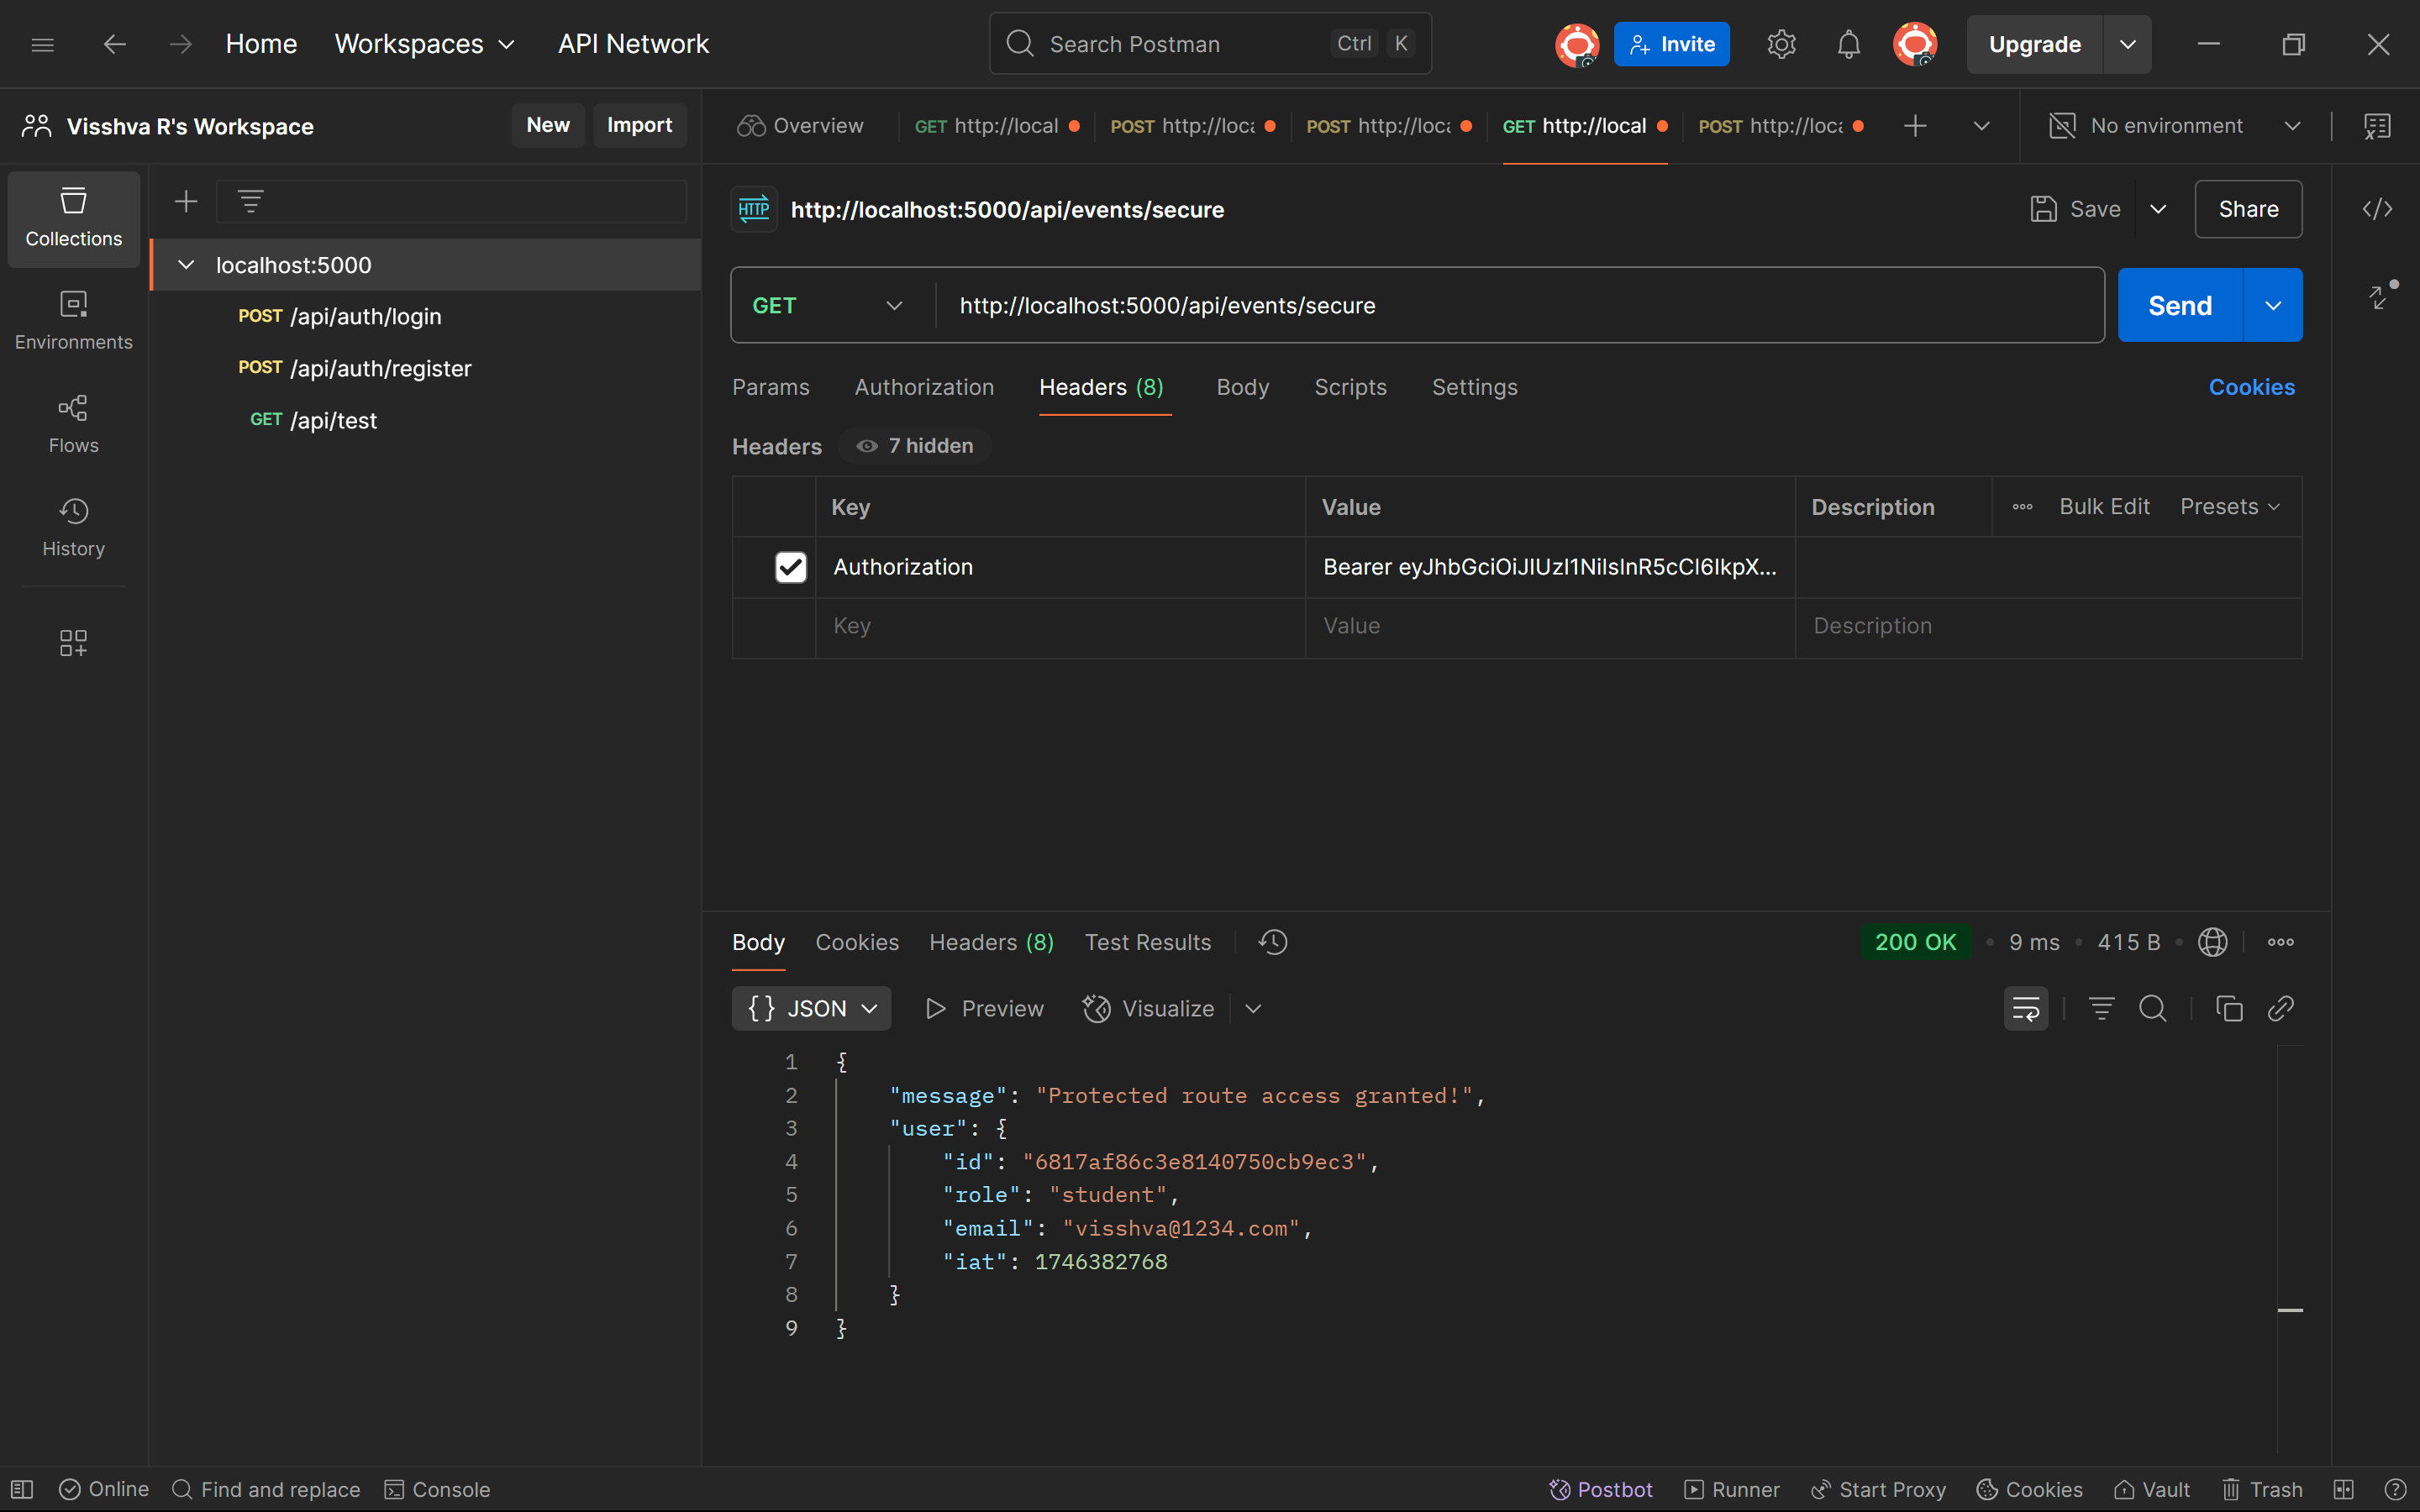 Home Workspaces API Network Search Postman Ctrl K Invite Upgrade
Visshva R's Workspace New Import
Overview GET http://local POST http://loc POST http://loc GET http://local POST http://loc No environment
Collections
Environments
Flows
History
localhost:5000
POST /api/auth/login
POST /api/auth/register
GET /api/test
HTTP http://localhost:5000/api/events/secure Save Share
GET http://localhost:5000/api/events/secure Send
Params Authorization Headers (8) Body Scripts Settings Cookies
Headers 7 hidden
Key Value Description Bulk Edit Presets
Authorization Bearer eyJhbGciOiJIUzI1NiIsInR5cCI6IkpX...
Key Value Description
Body Cookies Headers (8) Test Results 200 OK 9 ms 415 B
{} JSON Preview Visualize
1 {
2 "message": "Protected route access granted!",
3 "user": {
4 "id": "6817af86c3e8140750cb9ec3",
5 "role": "student",
6 "email": "visshva@1234.com",
7 "iat": 1746382768
8 }
9 }
Online Find and replace Console Postbot Runner Start Proxy Cookies Vault Trash